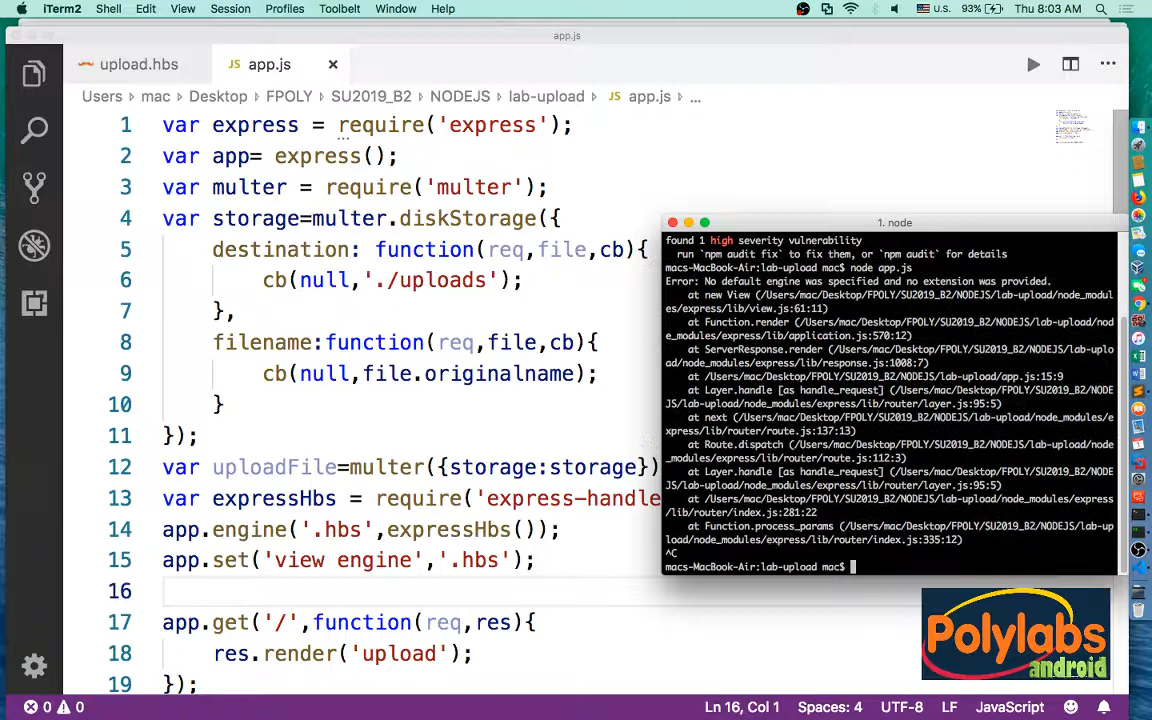 iTerm2 Shell Edit View Session Profiles Toolbelt Window Help U.S. 93% Thu 8:03 AM
app.js
upload.hbs JS app.js ×
Users › mac › Desktop › FPOLY › SU2019_B2 › NODEJS › lab-upload › JS app.js › ...
1 var express = require('express');
2 var app= express();
3 var multer = require('multer');
4 var storage=multer.diskStorage({
5 destination: function(req,file,cb){
6 cb(null,'./uploads');
7 },
8 filename:function(req,file,cb){
9 cb(null,file.originalname);
10 }
11 });
12 var uploadFile=multer({storage:storage})
13 var expressHbs = require('express-handle
14 app.engine('.hbs',expressHbs());
15 app.set('view engine','.hbs');
16
17 app.get('/',function(req,res){
18 res.render('upload');
19 });
1. node
found 1 high severity vulnerability
run `npm audit fix` to fix them, or `npm audit` for details
macs-MacBook-Air:lab-upload mac$ node app.js
Error: No default engine was specified and no extension was provided.
at new View (/Users/mac/Desktop/FPOLY/SU2019_B2/NODEJS/lab-upload/node_modul
es/express/lib/view.js:61:11)
at Function.render (/Users/mac/Desktop/FPOLY/SU2019_B2/NODEJS/lab-upload/nod
e_modules/express/lib/application.js:570:12)
at ServerResponse.render (/Users/mac/Desktop/FPOLY/SU2019_B2/NODEJS/lab-uplo
ad/node_modules/express/lib/response.js:1008:7)
at /Users/mac/Desktop/FPOLY/SU2019_B2/NODEJS/lab-upload/app.js:15:9
at Layer.handle [as handle_request] (/Users/mac/Desktop/FPOLY/SU2019_B2/NODE
JS/lab-upload/node_modules/express/lib/router/layer.js:95:5)
at next (/Users/mac/Desktop/FPOLY/SU2019_B2/NODEJS/lab-upload/node_modules/e
xpress/lib/router/route.js:137:13)
at Route.dispatch (/Users/mac/Desktop/FPOLY/SU2019_B2/NODEJS/lab-upload/node
_modules/express/lib/router/route.js:112:3)
at Layer.handle [as handle_request] (/Users/mac/Desktop/FPOLY/SU2019_B2/NODE
JS/lab-upload/node_modules/express/lib/router/layer.js:95:5)
at /Users/mac/Desktop/FPOLY/SU2019_B2/NODEJS/lab-upload/node_modules/express
/lib/router/index.js:281:22
at Function.process_params (/Users/mac/Desktop/FPOLY/SU2019_B2/NODEJS/lab-up
load/node_modules/express/lib/router/index.js:335:12)
^C
macs-MacBook-Air:lab-upload mac$
Polylabs
android
0 0 Ln 16, Col 1 Spaces: 4 UTF-8 LF JavaScript